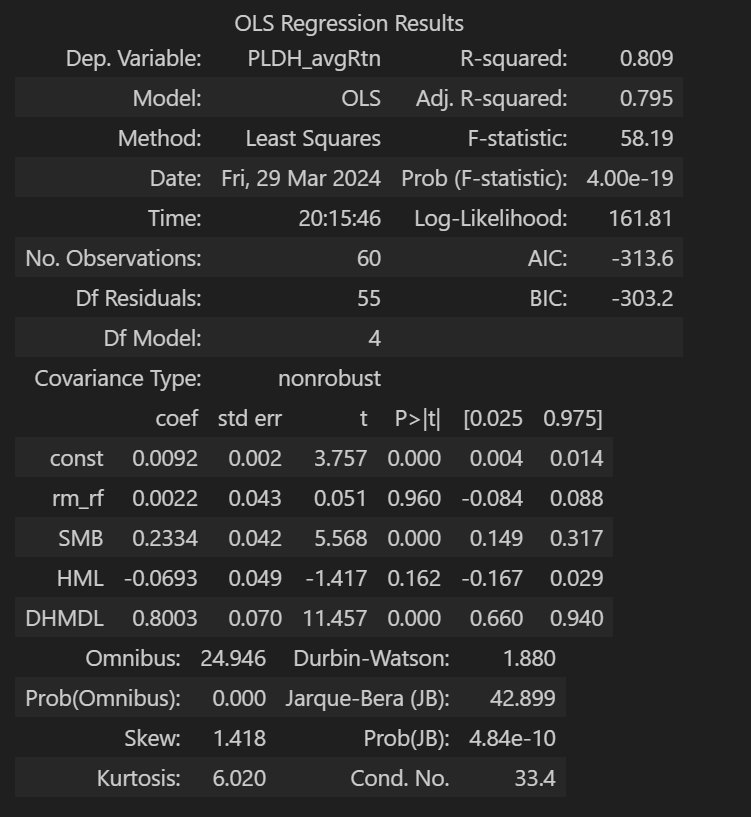 OLS Regression Results
Dep. Variable: PLDH_avgRtn R-squared: 0.809
Model: OLS Adj. R-squared: 0.795
Method: Least Squares F-statistic: 58.19
Date: Fri, 29 Mar 2024 Prob (F-statistic): 4.00e-19
Time: 20:15:46 Log-Likelihood: 161.81
No. Observations: 60 AIC: -313.6
Df Residuals: 55 BIC: -303.2
Df Model: 4
Covariance Type: nonrobust
coef std err t P>|t| [0.025 0.975]
const 0.0092 0.002 3.757 0.000 0.004 0.014
rm_rf 0.0022 0.043 0.051 0.960 -0.084 0.088
SMB 0.2334 0.042 5.568 0.000 0.149 0.317
HML -0.0693 0.049 -1.417 0.162 -0.167 0.029
DHMDL 0.8003 0.070 11.457 0.000 0.660 0.940
Omnibus: 24.946 Durbin-Watson: 1.880
Prob(Omnibus): 0.000 Jarque-Bera (JB): 42.899
Skew: 1.418 Prob(JB): 4.84e-10
Kurtosis: 6.020 Cond. No. 33.4